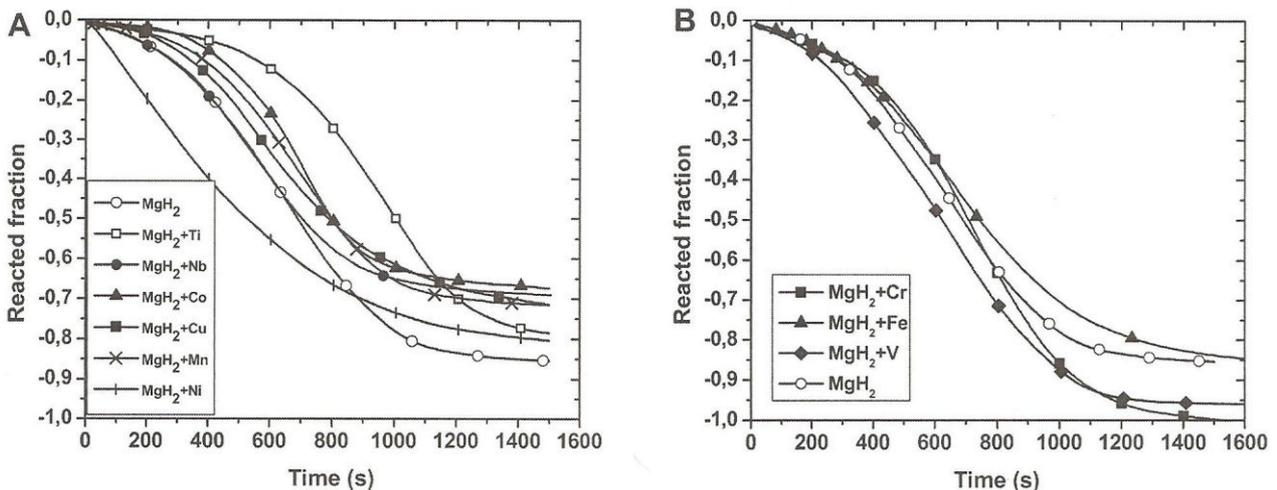 A
0,0
-0,1
-0,2
-0,3
-0,4
-0,5
-0,6
-0,7
-0,8
-0,9
-1,0
Reacted fraction
MgH2
MgH2+Ti
MgH2+Nb
MgH2+Co
MgH2+Cu
MgH2+Mn
MgH2+Ni
0 200 400 600 800 1000 1200 1400 1600
Time (s)
B
0,0
-0,1
-0,2
-0,3
-0,4
-0,5
-0,6
-0,7
-0,8
-0,9
-1,0
Reacted fraction
MgH2+Cr
MgH2+Fe
MgH2+V
MgH2
0 200 400 600 800 1000 1200 1400 1600
Time (s)